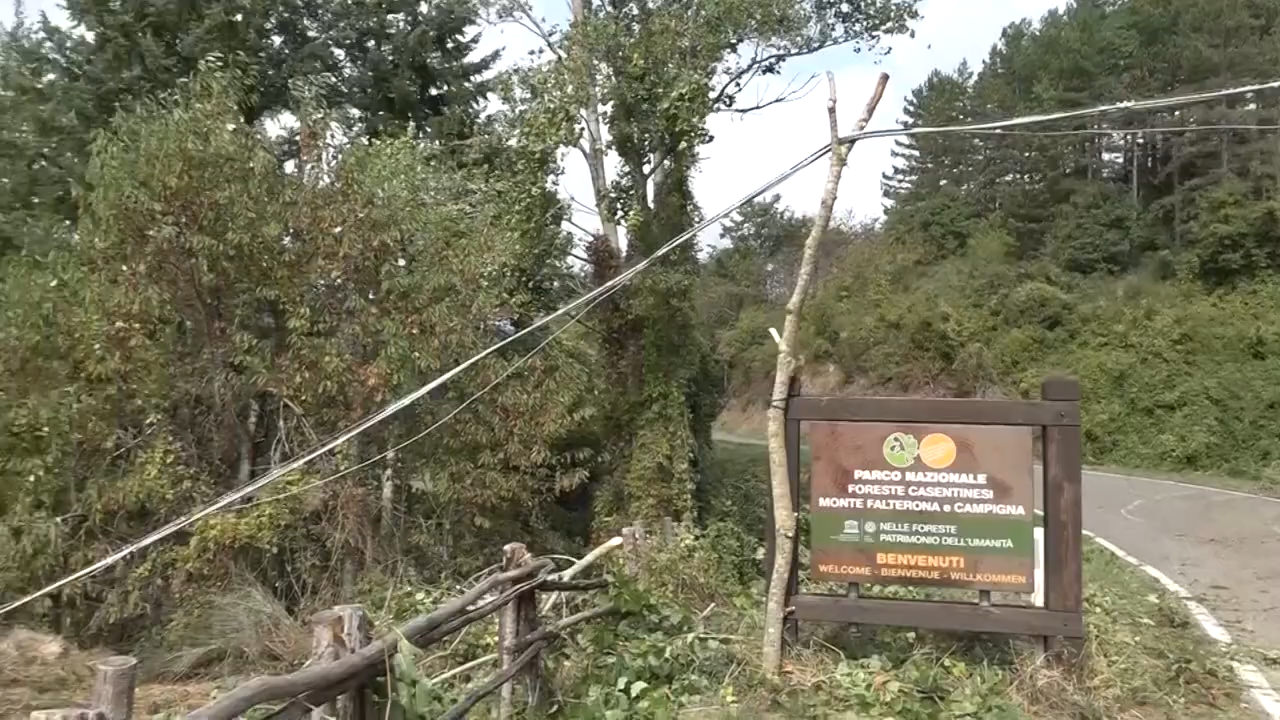 PARCO NAZIONALE
FORESTE CASENTINESI
MONTE FALTERONA e CAMPIGNA
NELLE FORESTE
PATRIMONIO DELL'UMANITÀ
BENVENUTI
WELCOME - BIENVENUE - WILLKOMMEN